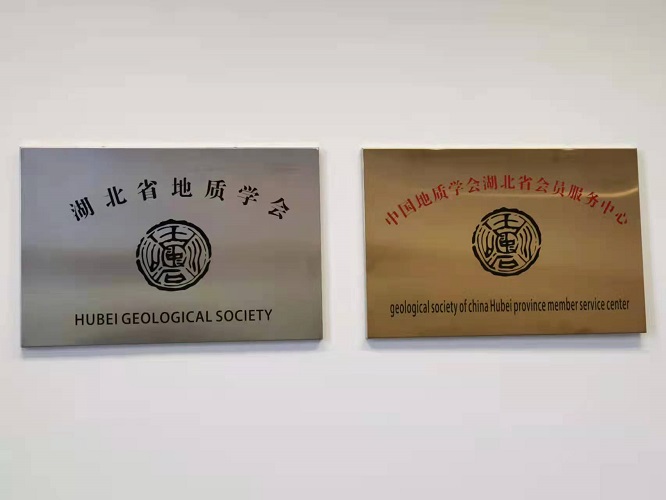 湖北省地质学会
HUBEI GEOLOGICAL SOCIETY
中国地质学会湖北省会员服务中心
geological society of china Hubei province member service center